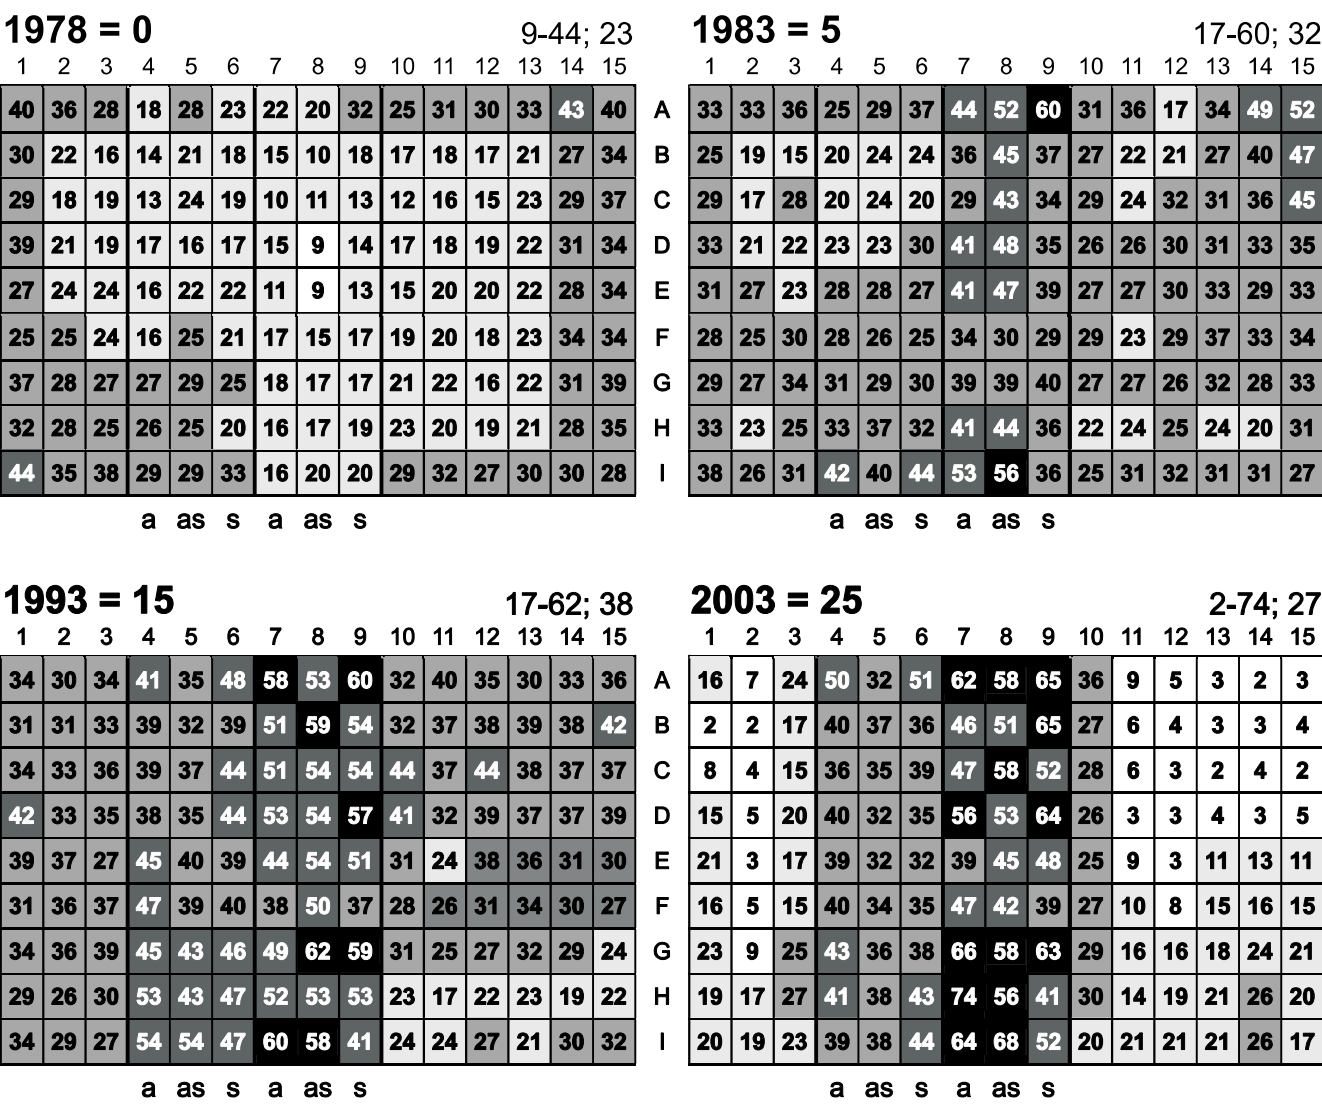 1978 = 0 9-44; 23 1983 = 5 17-60; 32
1 2 3 4 5 6 7 8 9 10 11 12 13 14 15 1 2 3 4 5 6 7 8 9 10 11 12 13 14 15
40 36 28 18 28 23 22 20 32 25 31 30 33 43 40 A 33 33 36 25 29 37 44 52 60 31 36 17 34 49 52
30 22 16 14 21 18 15 10 18 17 18 17 21 27 34 B 25 19 15 20 24 24 36 45 37 27 22 21 27 40 47
29 18 19 13 24 19 10 11 13 12 16 15 23 29 37 C 29 17 28 20 24 20 29 43 34 29 24 32 31 36 45
39 21 19 17 16 17 15 9 14 17 18 19 22 31 34 D 33 21 22 23 23 30 41 48 35 26 26 30 31 33 35
27 24 24 16 22 22 11 9 13 15 20 20 22 28 34 E 31 27 23 28 28 27 41 47 39 27 27 30 33 29 33
25 25 24 16 25 21 17 15 17 19 20 18 23 34 34 F 28 25 30 28 26 25 34 30 29 29 23 29 37 33 34
37 28 27 27 29 25 18 17 17 21 22 16 22 31 39 G 29 27 34 31 29 30 39 39 40 27 27 26 32 28 33
32 28 25 26 25 20 16 17 19 23 20 19 21 28 35 H 33 23 25 33 37 32 41 44 36 22 24 25 24 20 31
44 35 38 29 29 33 16 20 20 29 32 27 30 30 28 I 38 26 31 42 40 44 53 56 36 25 31 32 31 31 27
a as s a as s a as s a as s
1993 = 15 17-62; 38 2003 = 25 2-74; 27
1 2 3 4 5 6 7 8 9 10 11 12 13 14 15 1 2 3 4 5 6 7 8 9 10 11 12 13 14 15
34 30 34 41 35 48 58 53 60 32 40 35 30 33 36 A 16 7 24 50 32 51 62 58 65 36 9 5 3 2 3
31 31 33 39 32 39 51 59 54 32 37 38 39 38 42 B 2 2 17 40 37 36 46 51 65 27 6 4 3 3 4
34 33 36 39 37 44 51 54 54 44 37 44 38 37 37 C 8 4 15 36 35 39 47 58 52 28 6 3 2 4 2
42 33 35 38 35 44 53 54 57 41 32 39 37 37 39 D 15 5 20 40 32 35 56 53 64 26 3 3 4 3 5
39 37 27 45 40 39 44 54 51 31 24 38 36 31 30 E 21 3 17 39 32 32 39 45 48 25 9 3 11 13 11
31 36 37 47 39 40 38 50 37 28 26 31 34 30 27 F 16 5 15 40 34 35 47 42 39 27 10 8 15 16 15
34 36 39 45 43 46 49 62 59 31 25 27 32 29 24 G 23 9 25 43 36 38 66 58 63 29 16 16 18 24 21
29 26 30 53 43 47 52 53 53 23 17 22 23 19 22 H 19 17 27 41 38 43 74 56 41 30 14 19 21 26 20
34 29 27 54 54 47 60 58 41 24 24 27 21 30 32 I 20 19 23 39 38 44 64 68 52 20 21 21 21 26 17
a as s a as s a as s a as s